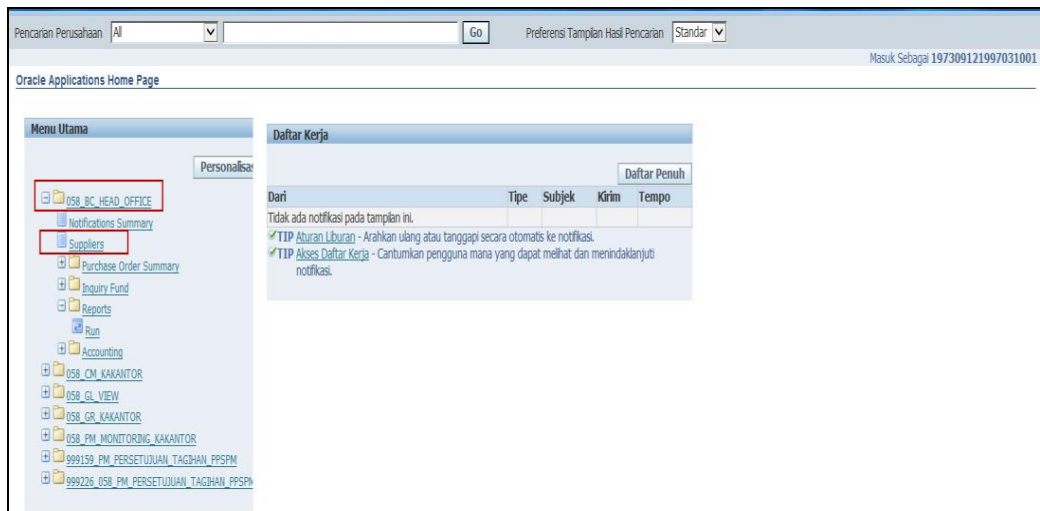 Pencarian Perusahaan All Go Preferensi Tampilan Hasil Pencarian Standar
Masuk Sebagai 197309121997031001
Oracle Applications Home Page
Menu Utama
Personalisas
058_BC_HEAD_OFFICE
Notifications Summary
Suppliers
Purchase Order Summary
Inquiry Fund
Reports
Run
Accounting
058_CM_KAKANTOR
058_GL_VIEW
058_GR_KAKANTOR
058_PM_MONITORING_KAKANTOR
999159_PM_PERSETUJUAN_TAGIHAN_PPSPM
999226_058_PM_PERSETUJUAN_TAGIHAN_PPSPM
Daftar Kerja
Daftar Penuh
Dari Tipe Subjek Kirim Tempo
Tidak ada notifikasi pada tampilan ini.
TIP Aturan Liburan - Arahkan ulang atau tanggapi secara otomatis ke notifikasi.
TIP Akses Daftar Kerja - Cantumkan pengguna mana yang dapat melihat dan menindaklanjuti
notifikasi.